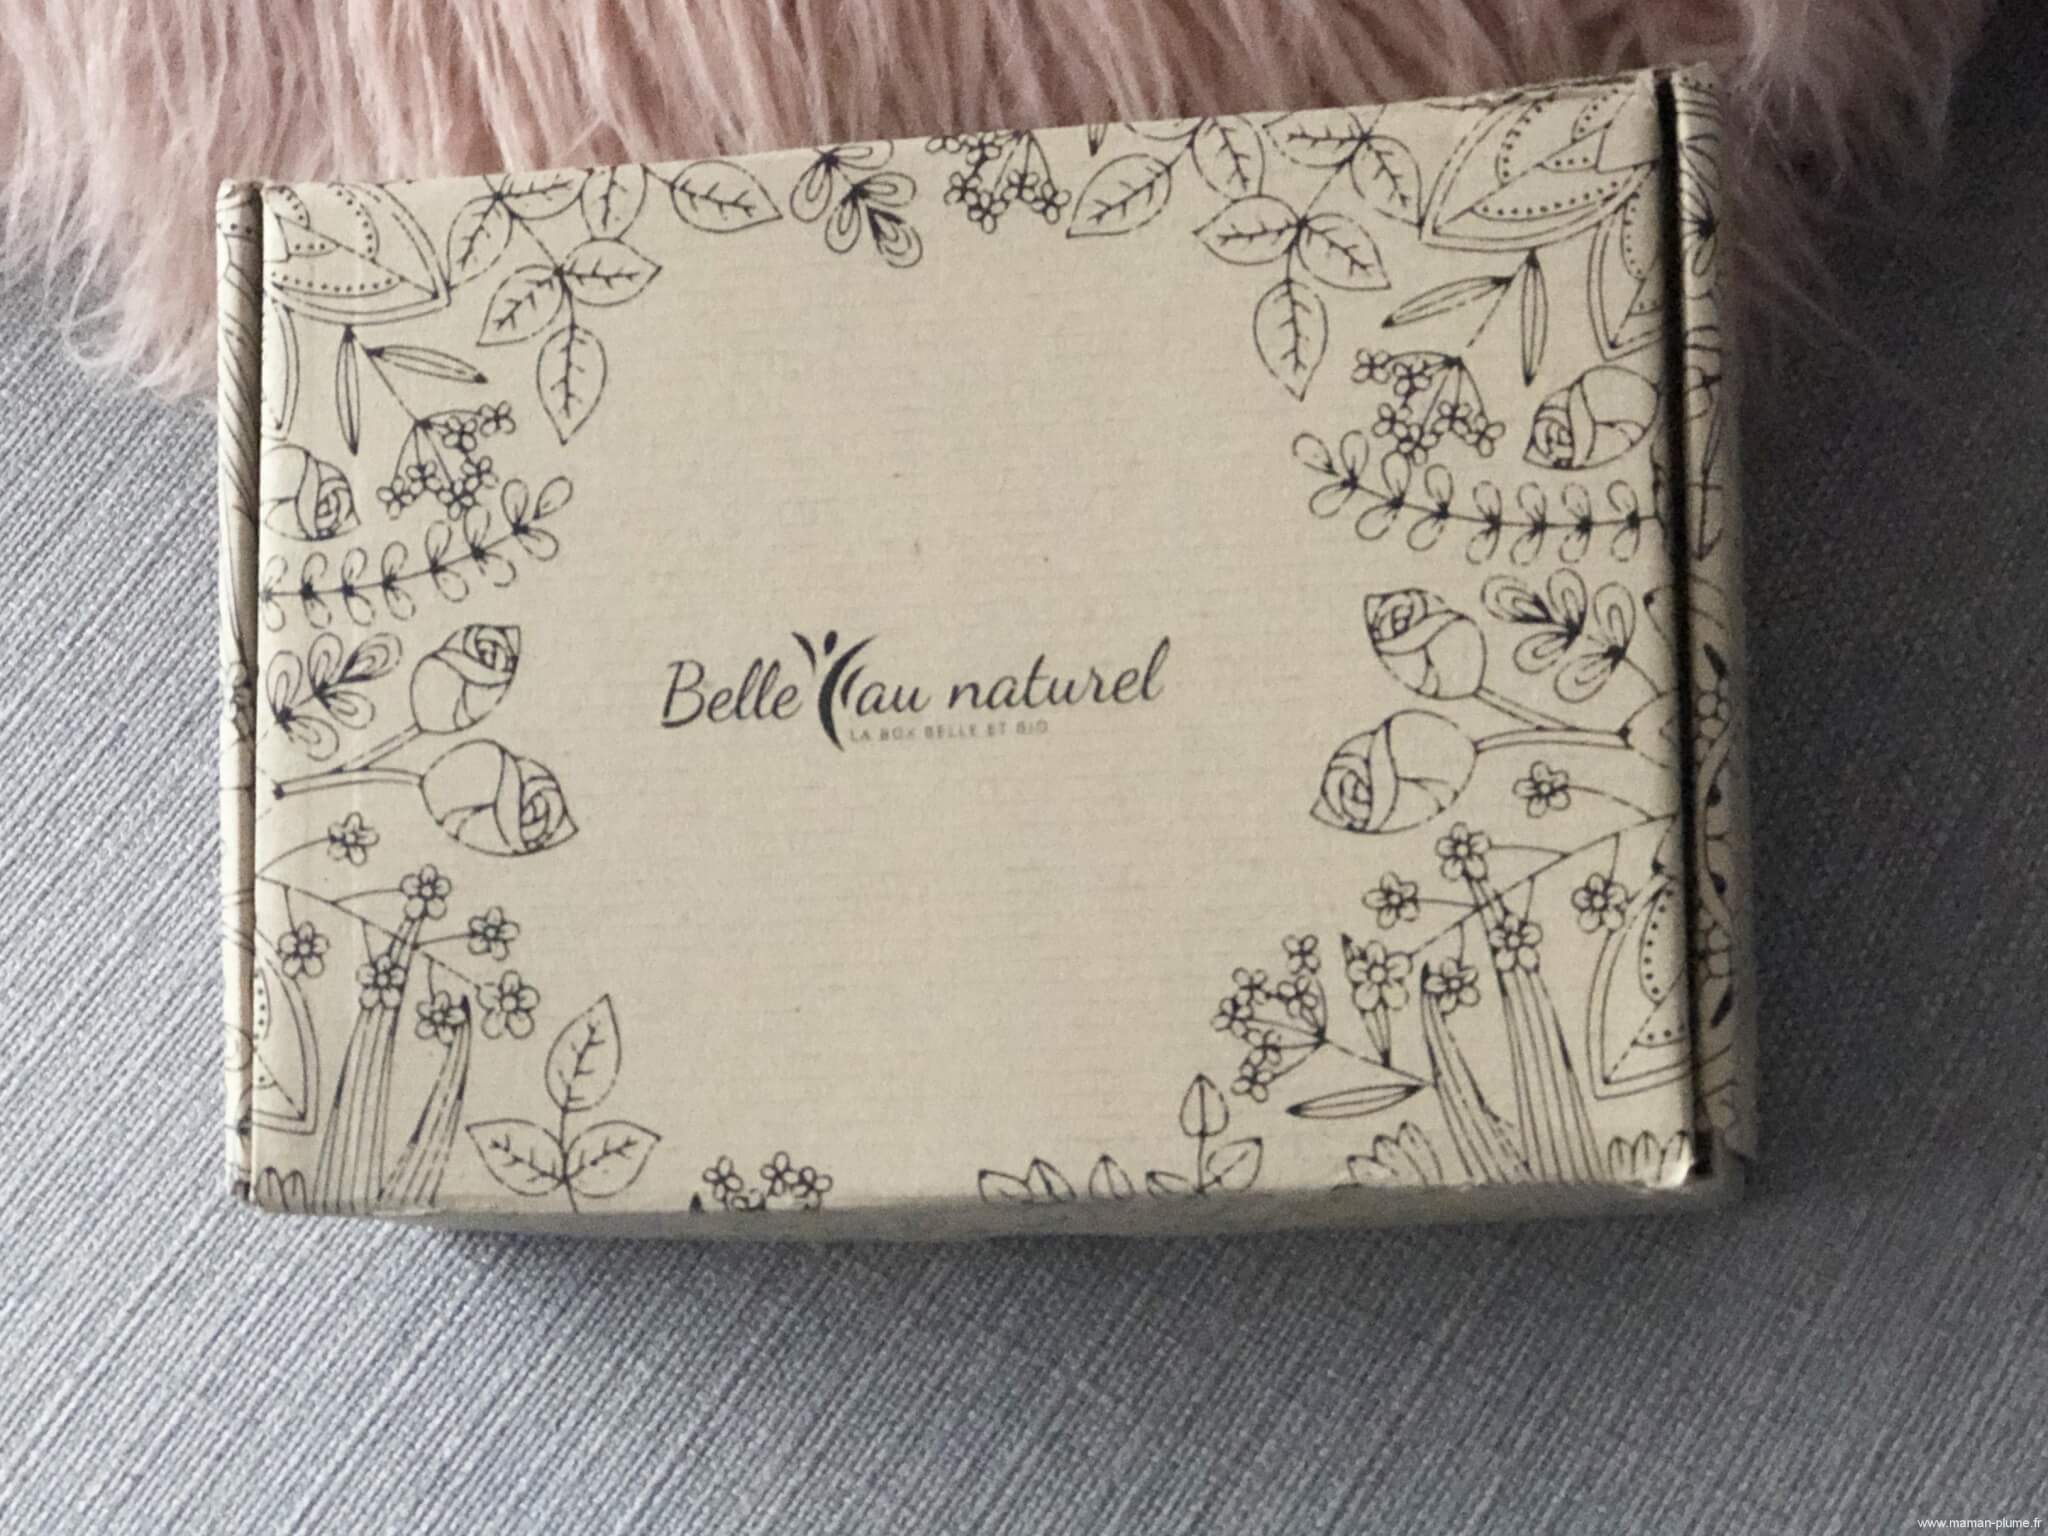 Belle au naturel
LA BOX BELLE ET BIO
www.maman-plume.fr